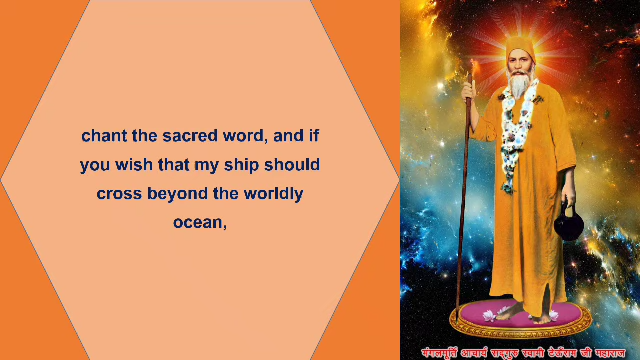 chant the sacred word, and if
you wish that my ship should
cross beyond the worldly
ocean,
मंगलमूर्ति आचार्य सद्गुरु स्वामी टेऊँराम जी महाराज